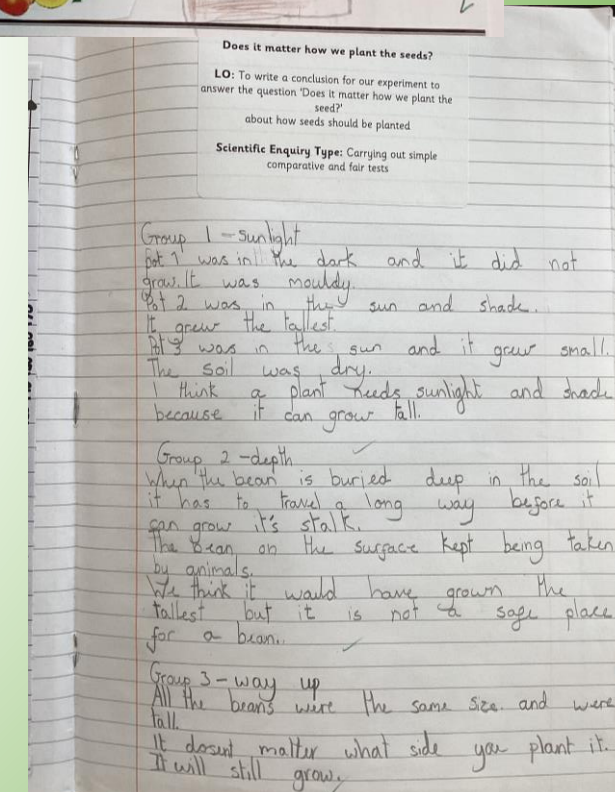 Does it matter how we plant the seeds?
LO: To write a conclusion for our experiment to
answer the question 'Does it matter how we plant the
seed?'
about how seeds should be planted
Scientific Enquiry Type: Carrying out simple
comparative and fair tests
Group 1 - sunlight
Pot 1 was in the dark and it did not
grow. It was mouldy.
Pot 2 was in the sun and shade.
It grew the tallest.
Pot 3 was in the sun and it grew small.
The soil was dry.
I think a plant needs sunlight and shade
because it can grow tall.
Group 2 - depth
When the bean is buried deep in the soil
it has to travel a long way before it
can grow it's stalk.
The bean on the surface kept being taken
by animals.
We think it would have grown the
tallest but it is not a safe place
for a bean.
Group 3 - way up
All the beans were the same size and were
tall.
It dosent matter what side you plant it.
It will still grow.